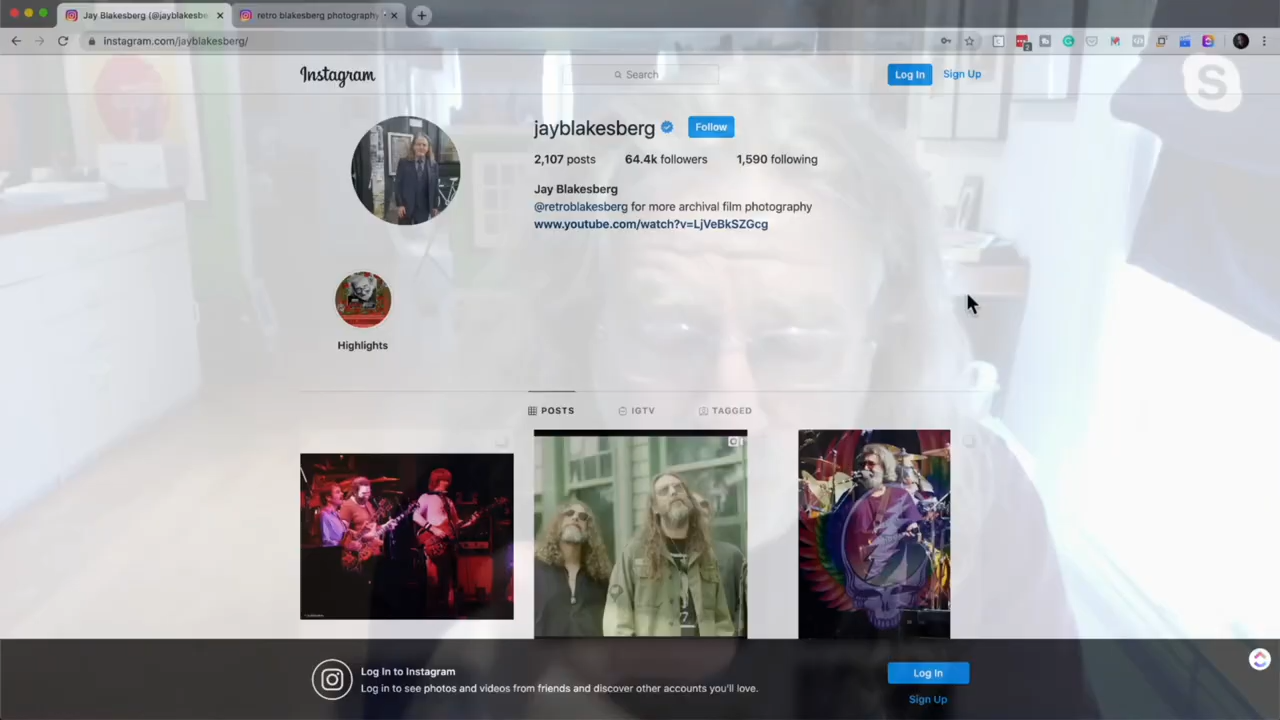 Jay Blakesberg (@jayblakesbe
retro blakesberg photography
instagram.com/jayblakesberg/
Instagram
Search
Log In
Sign Up
jayblakesberg
Follow
2,107 posts
64.4k followers
1,590 following
Jay Blakesberg
@retroblakesberg for more archival film photography
www.youtube.com/watch?v=LjVeBkSZGcg
Highlights
POSTS
IGTV
TAGGED
Log In to Instagram
Log in to see photos and videos from friends and discover other accounts you'll love.
Log In
Sign Up